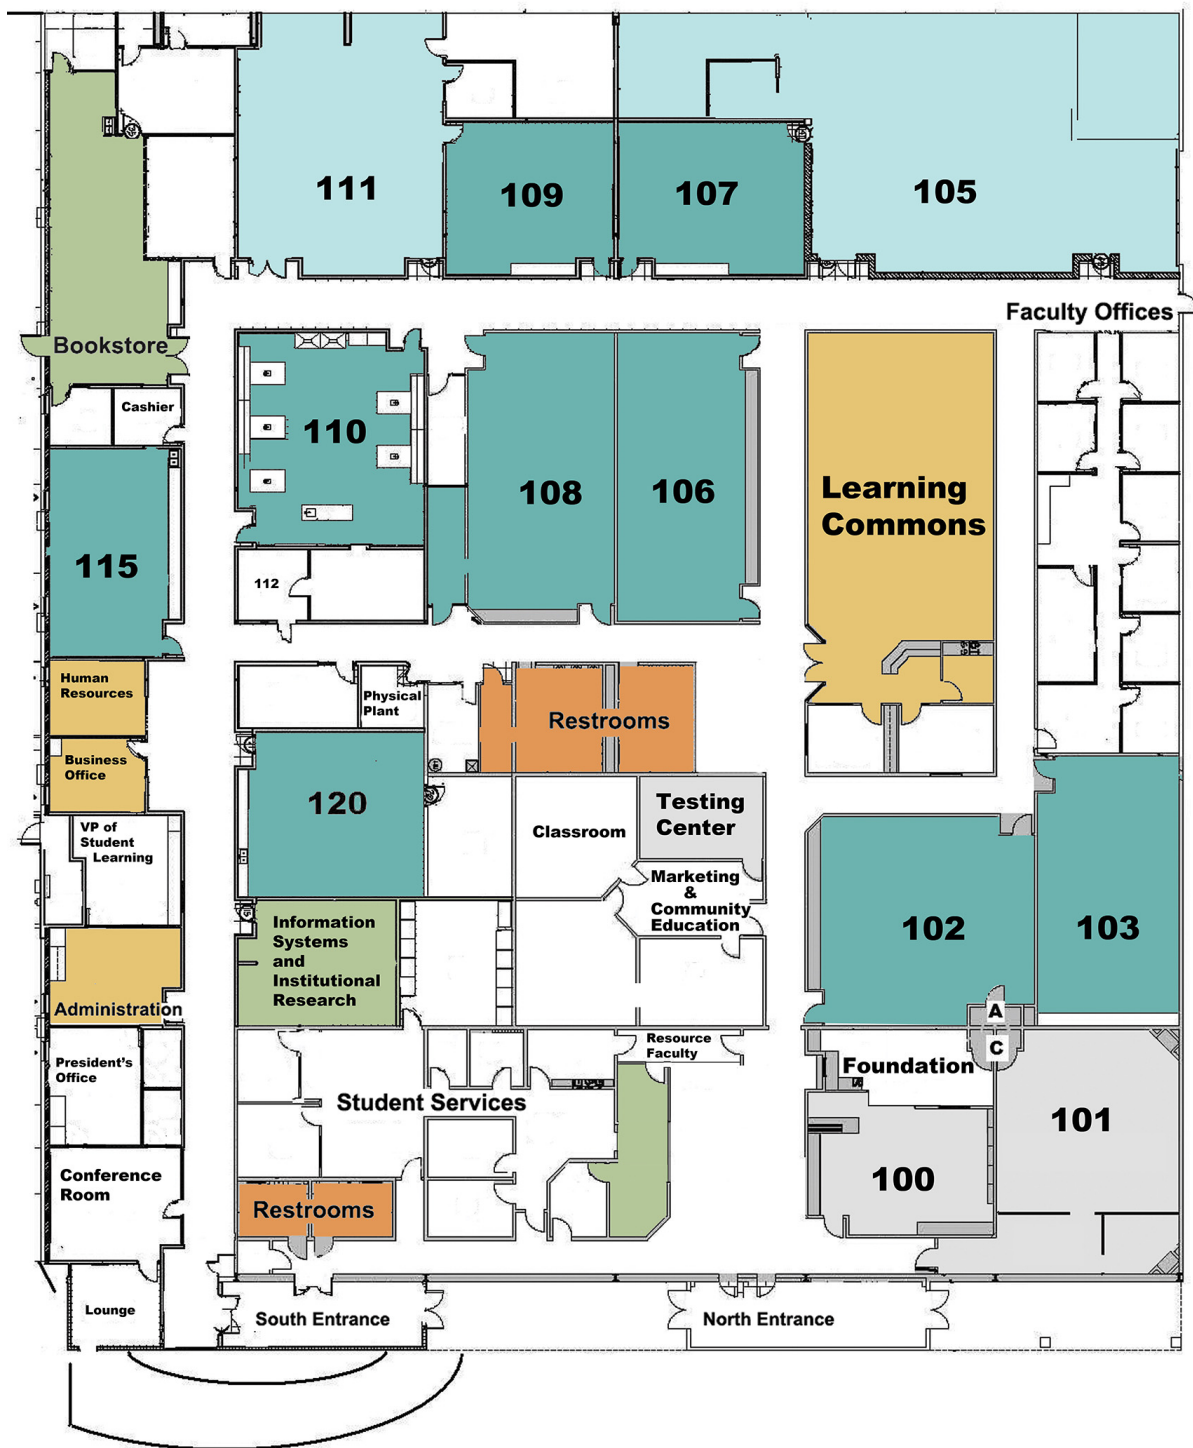 111
109
107
105
Faculty Offices
Bookstore
Cashier
110
108
106
Learning
Commons
115
112
Human
Resources
Physical
Plant
Restrooms
Business
Office
120
Testing
Center
Classroom
VP of
Student
Learning
Marketing
&
Community
Education
Information
Systems
and
Institutional
Research
102
103
Administration
A
C
President's
Office
Resource
Faculty
Foundation
Student Services
101
Conference
Room
100
Restrooms
Lounge
South Entrance
North Entrance